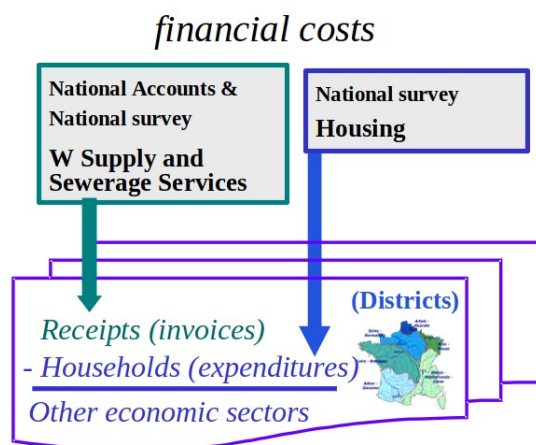 financial costs
National Accounts &
National survey
W Supply and
Sewerage Services
National survey
Housing
(Districts)
Receipts (invoices)
- Households (expenditures)
Other economic sectors